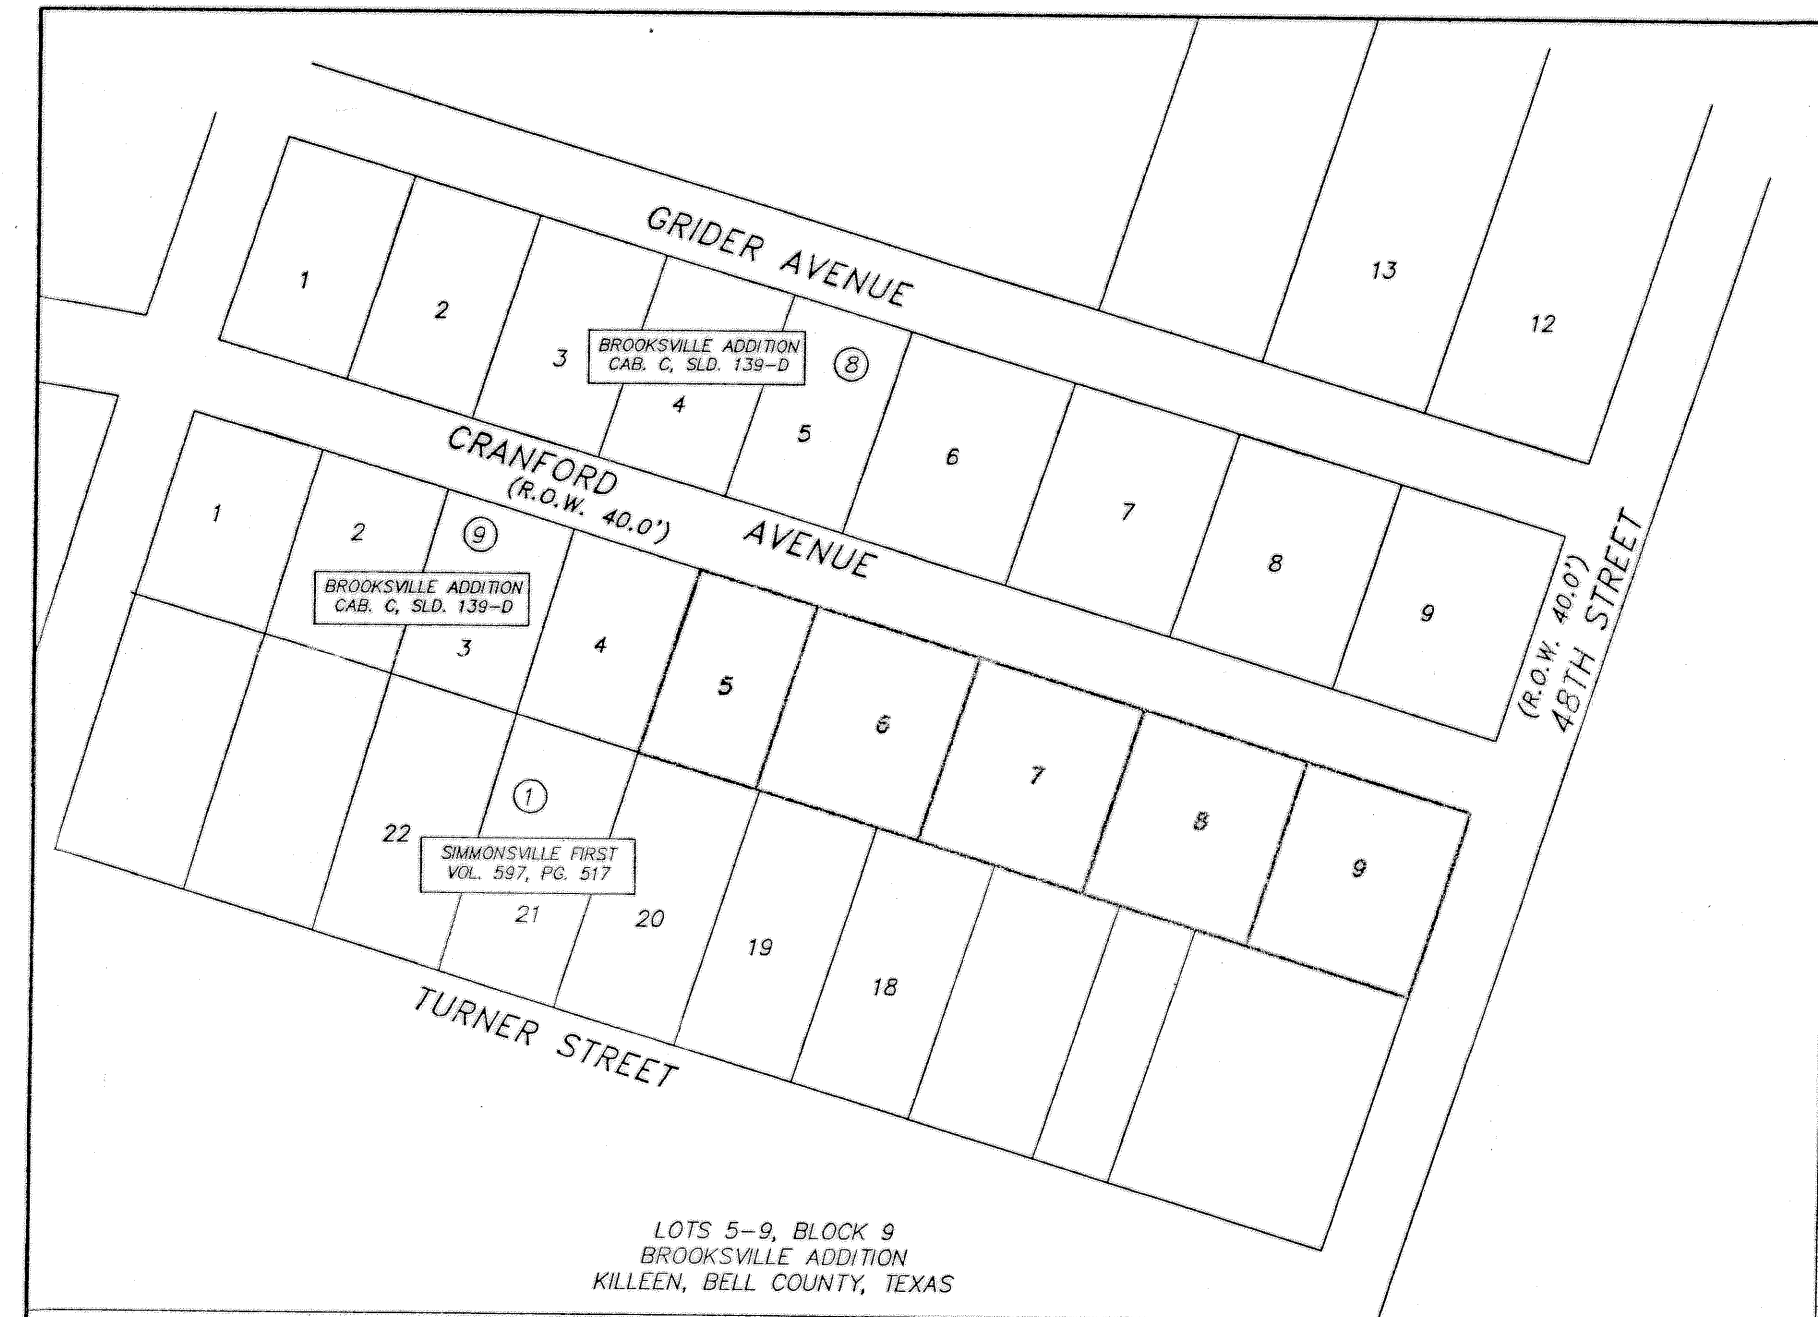 GRIDER AVENUE
13
12
1
2
3
BROOKSVILLE ADDITION
CAB. C, SLD. 139-D
8
4
5
6
7
8
9
CRANFORD AVENUE
(R.O.W. 40.0')
48TH STREET
(R.O.W. 40.0')
1
2
9
BROOKSVILLE ADDITION
CAB. C, SLD. 139-D
3
4
5
6
7
8
9
1
22
SIMMONSVILLE FIRST
VOL. 597, PG. 517
21
20
19
18
TURNER STREET
LOTS 5-9, BLOCK 9
BROOKSVILLE ADDITION
KILLEEN, BELL COUNTY, TEXAS